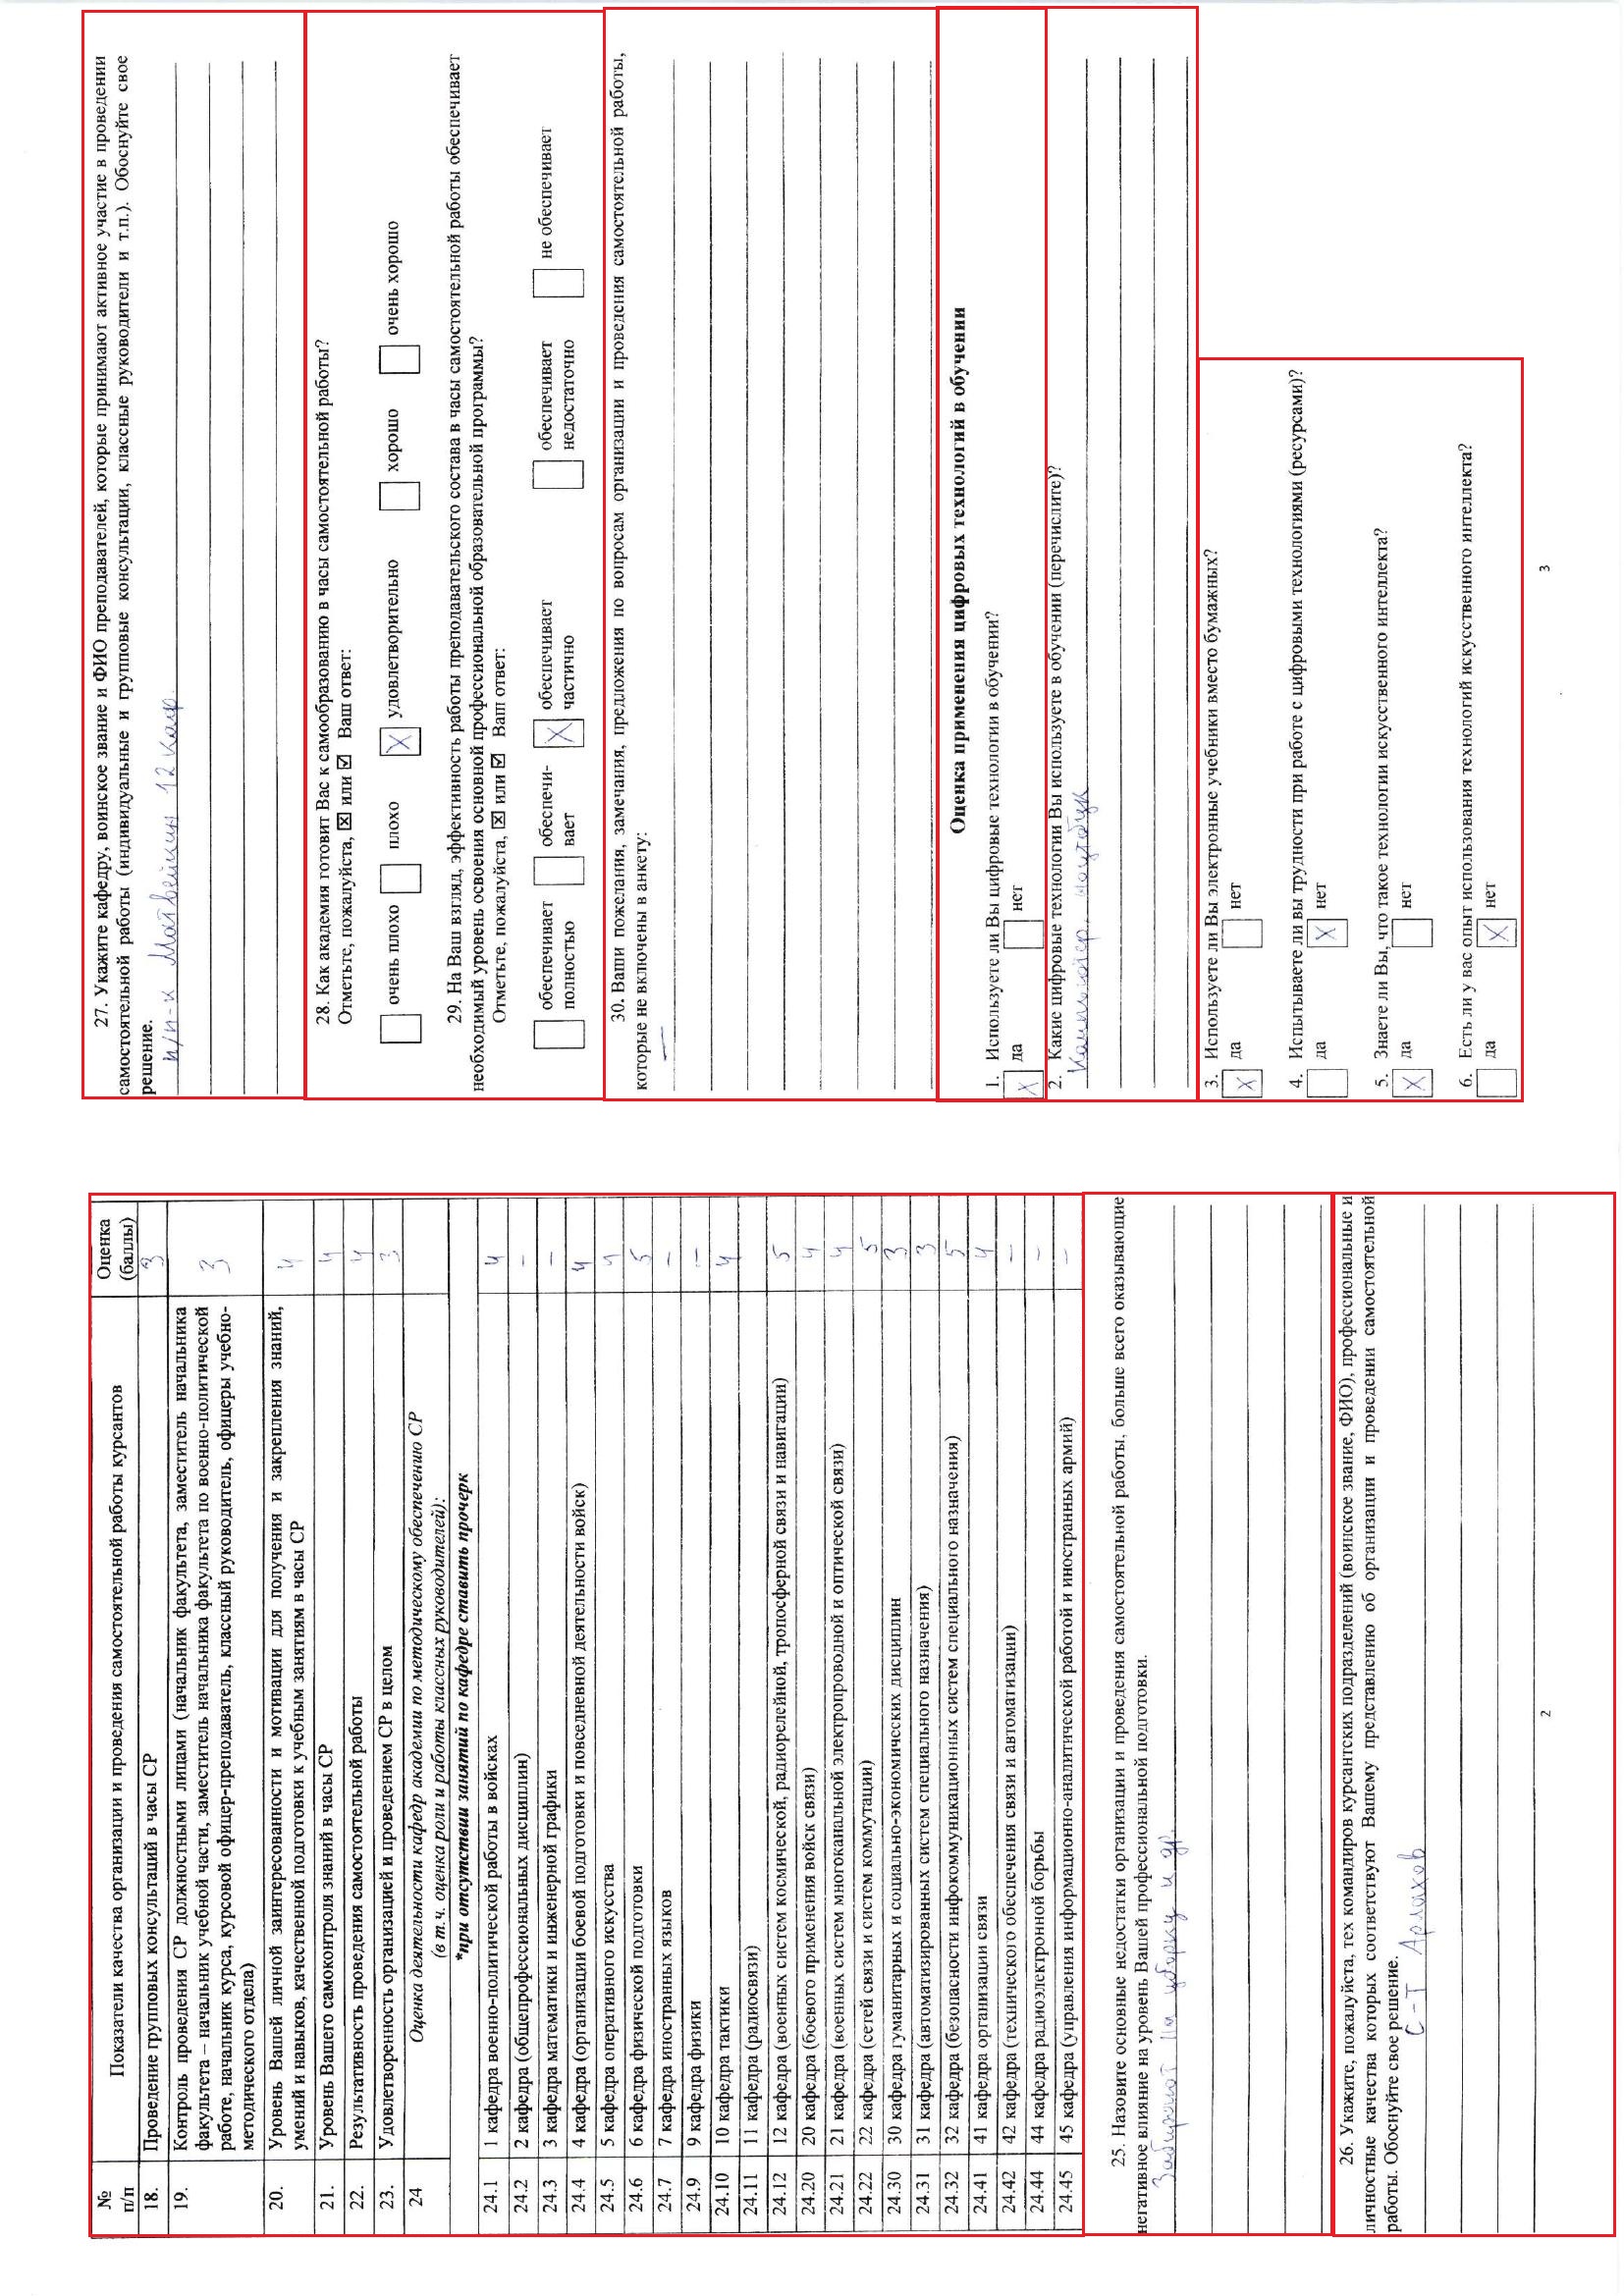 № п/п Показатели качества организации и проведения самостоятельной работы курсантов Оценка (баллы)
18. Проведение групповых консультаций в часы СР 3
19. Контроль проведения СР должностными лицами (начальник факультета, заместитель начальника
факультета – начальник учебной части, заместитель начальника факультета по военно-политической
работе, начальник курса, курсовой офицер-преподаватель, классный руководитель, офицеры учебно-
методического отдела) 3
20. Уровень Вашей личной заинтересованности и мотивации для получения и закрепления знаний,
умений и навыков, качественной подготовки к учебным занятиям в часы СР 4
21. Уровень Вашего самоконтроля знаний в часы СР 4
22. Результативность проведения самостоятельной работы 4
23. Удовлетворенность организацией и проведением СР в целом 3
24 Оценка деятельности кафедр академии по методическому обеспечению СР
(в т.ч. оценка роли и работы классных руководителей):
*при отсутствии занятий по кафедре ставить прочерк
24.1 1 кафедра военно-политической работы в войсках 4
24.2 2 кафедра (общепрофессиональных дисциплин) –
24.3 3 кафедра математики и инженерной графики –
24.4 4 кафедра (организации боевой подготовки и повседневной деятельности войск) 4
24.5 5 кафедра оперативного искусства 4
24.6 6 кафедра физической подготовки 5
24.7 7 кафедра иностранных языков –
24.9 9 кафедра физики –
24.10 10 кафедра тактики 4
24.11 11 кафедра (радиосвязи)
24.12 12 кафедра (военных систем космической, радиорелейной, тропосферной связи и навигации) 5
24.20 20 кафедра (боевого применения войск связи) 4
24.21 21 кафедра (военных систем многоканальной электропроводной и оптической связи) 4
24.22 22 кафедра (сетей связи и систем коммутации) 5
24.30 30 кафедра гуманитарных и социально-экономических дисциплин 3
24.31 31 кафедра (автоматизированных систем специального назначения) 3
24.32 32 кафедра (безопасности инфокоммуникационных систем специального назначения) 5
24.41 41 кафедра организации связи 4
24.42 42 кафедра (технического обеспечения связи и автоматизации) –
24.44 44 кафедра радиоэлектронной борьбы –
24.45 45 кафедра (управления информационно-аналитической работой и иностранных армий) –
25. Назовите основные недостатки организации и проведения самостоятельной работы, больше всего оказывающие
негативное влияние на уровень Вашей профессиональной подготовки.
Забирают на уборку и др.
26. Укажите, пожалуйста, тех командиров курсантских подразделений (воинское звание, ФИО), профессиональные и
личностные качества которых соответствуют Вашему представлению об организации и проведении самостоятельной
работы. Обоснуйте свое решение.
с-т Арлахов
2
27. Укажите кафедру, воинское звание и ФИО преподавателей, которые принимают активное участие в проведении
самостоятельной работы (индивидуальные и групповые консультации, классные руководители и т.п.). Обоснуйте свое
решение.
п/п-к Матвейкин 12 каф.
28. Как академия готовит Вас к самообразованию в часы самостоятельной работы?
Отметьте, пожалуйста, ☒ или ☑ Ваш ответ:
очень плохо плохо X удовлетворительно хорошо очень хорошо
29. На Ваш взгляд, эффективность работы преподавательского состава в часы самостоятельной работы обеспечивает
необходимый уровень освоения основной профессиональной образовательной программы?
Отметьте, пожалуйста, ☒ или ☑ Ваш ответ:
обеспечивает полностью обеспечи-вает X обеспечивает частично обеспечивает недостаточно не обеспечивает
30. Ваши пожелания, замечания, предложения по вопросам организации и проведения самостоятельной работы,
которые не включены в анкету:
—
Оценка применения цифровых технологий в обучении
1. Используете ли Вы цифровые технологии в обучении?
X да нет
2. Какие цифровые технологии Вы используете в обучении (перечислите)?
Компьютер, ноутбук
3. Используете ли Вы электронные учебники вместо бумажных?
X да нет
4. Испытываете ли вы трудности при работе с цифровыми технологиями (ресурсами)?
да X нет
5. Знаете ли Вы, что такое технологии искусственного интеллекта?
X да нет
6. Есть ли у вас опыт использования технологий искусственного интеллекта?
да X нет
3